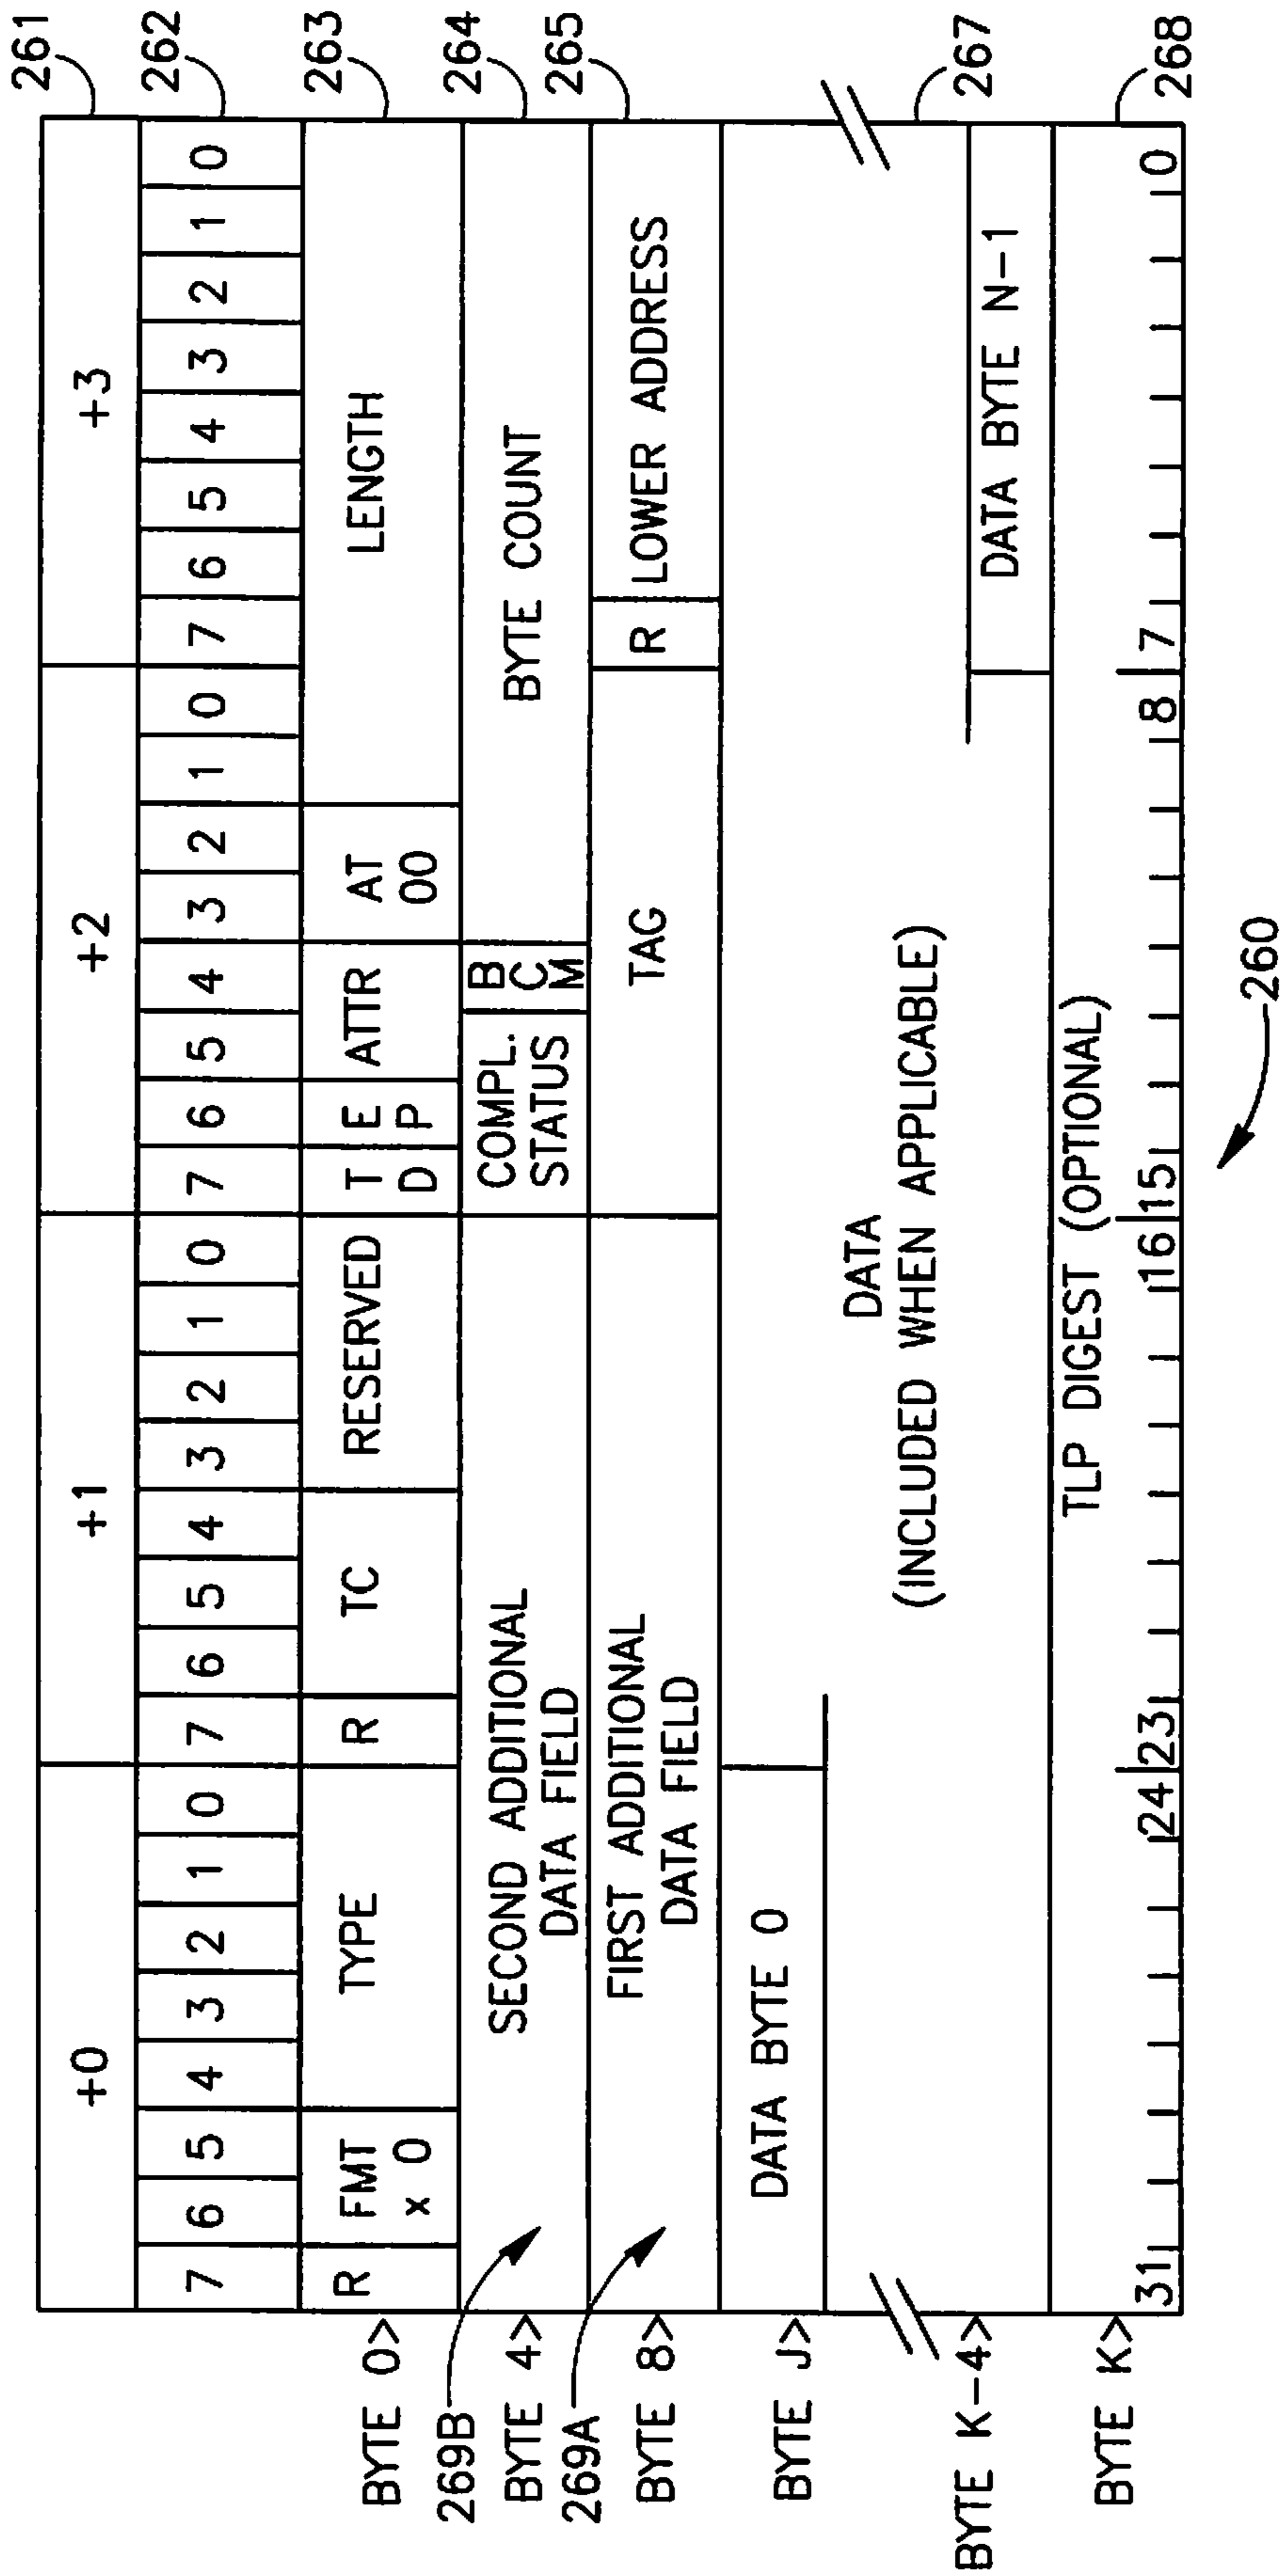 +0 +1 +2 +3 261
7 6 5 4 3 2 1 0 7 6 5 4 3 2 1 0 7 6 5 4 3 2 1 0 7 6 5 4 3 2 1 0 262
BYTE 0> R FMT TYPE R TC RESERVED T E ATTR AT LENGTH 263
x 0 D P 00
269B
BYTE 4> SECOND ADDITIONAL COMPL. B BYTE COUNT 264
DATA FIELD STATUS C
M
269A
BYTE 8> FIRST ADDITIONAL TAG R LOWER ADDRESS 265
DATA FIELD
BYTE J> DATA BYTE 0
DATA
(INCLUDED WHEN APPLICABLE) 267
BYTE K-4> DATA BYTE N-1
BYTE K> TLP DIGEST (OPTIONAL) 268
31 24 23 16 15 8 7 0
260